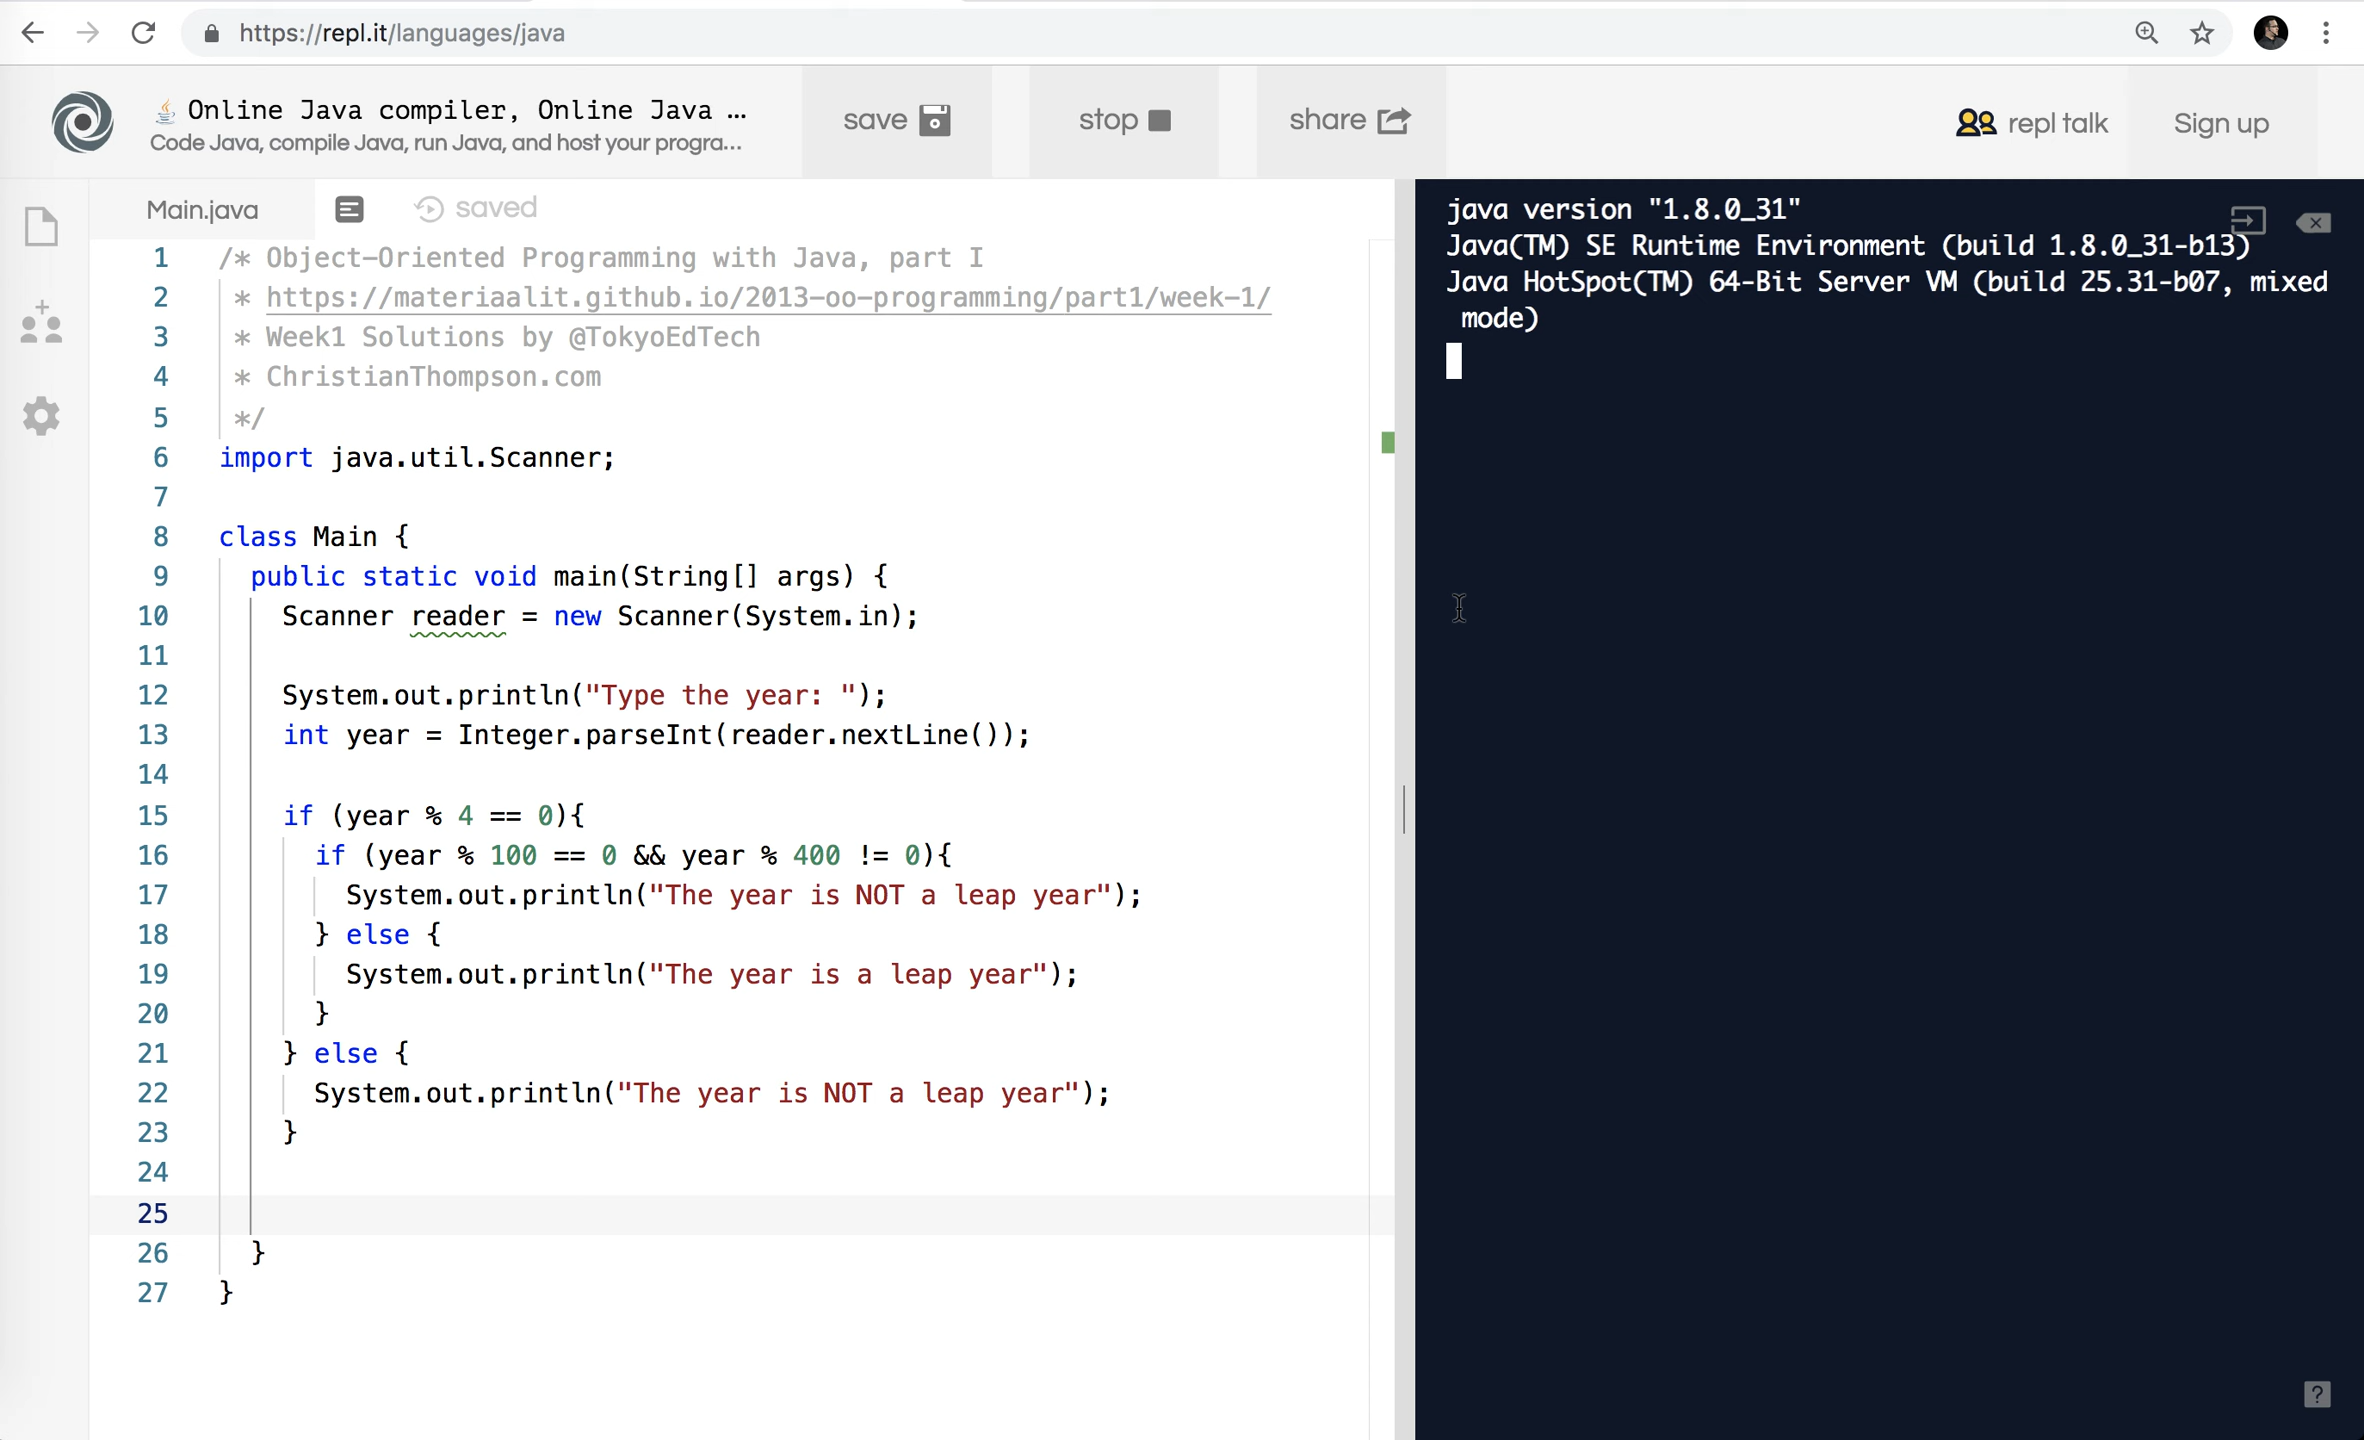 https://repl.it/languages/java
Online Java compiler, Online Java ...
Code Java, compile Java, run Java, and host your progra...
save
stop
share
repl talk
Sign up
Main.java
saved
1 /* Object-Oriented Programming with Java, part I
2 * https://materiaalit.github.io/2013-oo-programming/part1/week-1/
3 * Week1 Solutions by @TokyoEdTech
4 * ChristianThompson.com
5 */
6 import java.util.Scanner;
7
8 class Main {
9 public static void main(String[] args) {
10 Scanner reader = new Scanner(System.in);
11
12 System.out.println("Type the year: ");
13 int year = Integer.parseInt(reader.nextLine());
14
15 if (year % 4 == 0){
16 if (year % 100 == 0 && year % 400 != 0){
17 System.out.println("The year is NOT a leap year");
18 } else {
19 System.out.println("The year is a leap year");
20 }
21 } else {
22 System.out.println("The year is NOT a leap year");
23 }
24
25
26 }
27 }
java version "1.8.0_31"
Java(TM) SE Runtime Environment (build 1.8.0_31-b13)
Java HotSpot(TM) 64-Bit Server VM (build 25.31-b07, mixed
mode)
?